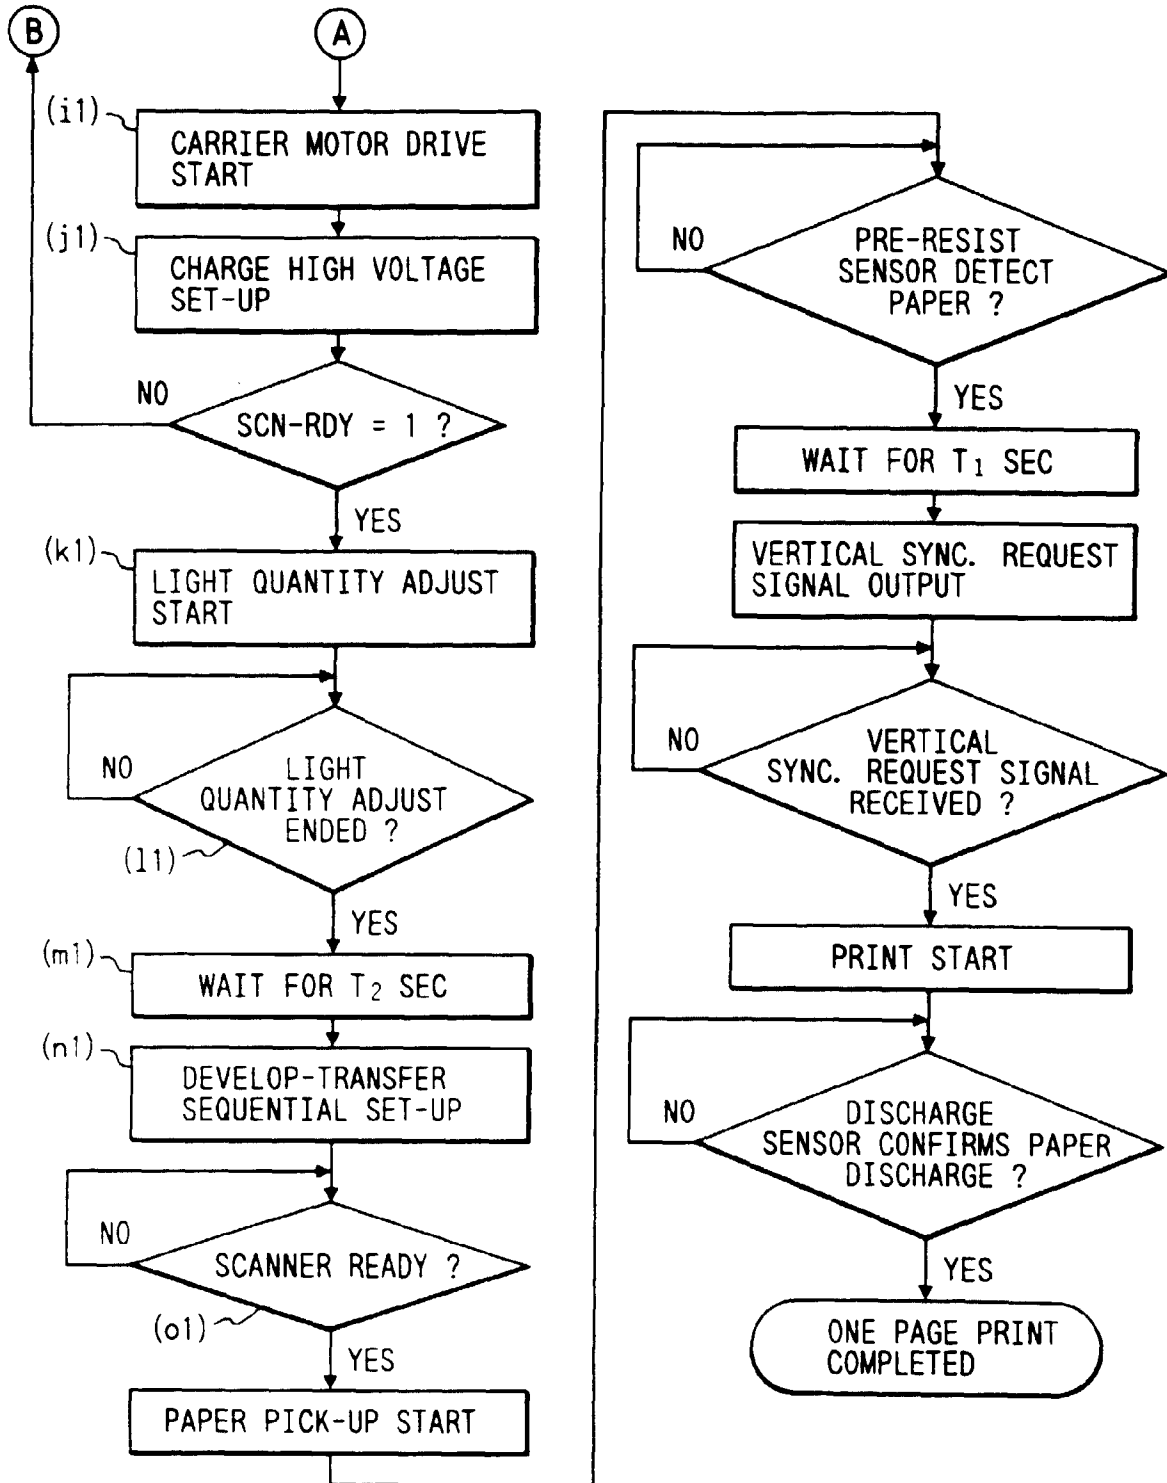 B
A
(i1)
CARRIER MOTOR DRIVE
START
(j1)
CHARGE HIGH VOLTAGE
SET-UP
NO
SCN-RDY = 1 ?
YES
(k1)
LIGHT QUANTITY ADJUST
START
NO
LIGHT
QUANTITY ADJUST
ENDED ?
(l1)
YES
(m1)
WAIT FOR T2 SEC
(n1)
DEVELOP-TRANSFER
SEQUENTIAL SET-UP
NO
SCANNER READY ?
(o1)
YES
PAPER PICK-UP START
NO
PRE-RESIST
SENSOR DETECT
PAPER ?
YES
WAIT FOR T1 SEC
VERTICAL SYNC. REQUEST
SIGNAL OUTPUT
NO
VERTICAL
SYNC. REQUEST SIGNAL
RECEIVED ?
YES
PRINT START
NO
DISCHARGE
SENSOR CONFIRMS PAPER
DISCHARGE ?
YES
ONE PAGE PRINT
COMPLETED